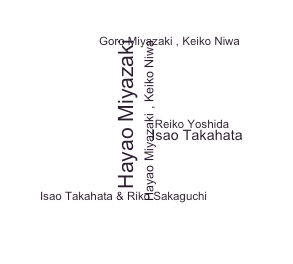 Goro Miyazaki , Keiko Niwa
Hayao Miyazaki
Hayao Miyazaki , Keiko Niwa
Reiko Yoshida
Isao Takahata
Isao Takahata & Riko Sakaguchi